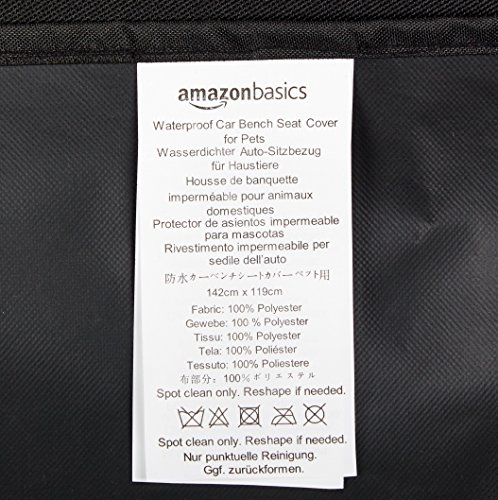 amazonbasics
Waterproof Car Bench Seat Cover
for Pets
Wasserdichter Auto-Sitzbezug
für Haustiere
Housse de banquette
imperméable pour animaux
domestiques
Protector de asientos impermeable
para mascotas
Rivestimento impermeabile per
sedile dell'auto
防水カーベンチシートカバーペット用
142cm x 119cm
Fabric: 100% Polyester
Gewebe: 100 % Polyester
Tissu: 100% Polyester
Tela: 100% Poliéster
Tessuto: 100% Poliestere
布部分: 100% ポリエステル
Spot clean only. Reshape if needed.
Spot clean only. Reshape if needed.
Nur punktuelle Reinigung.
Ggf. zurückformen.